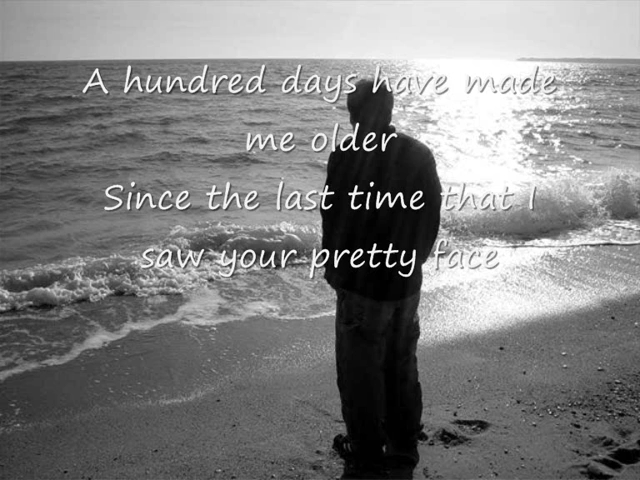 A hundred days have made
me older
Since the last time that I
saw your pretty face